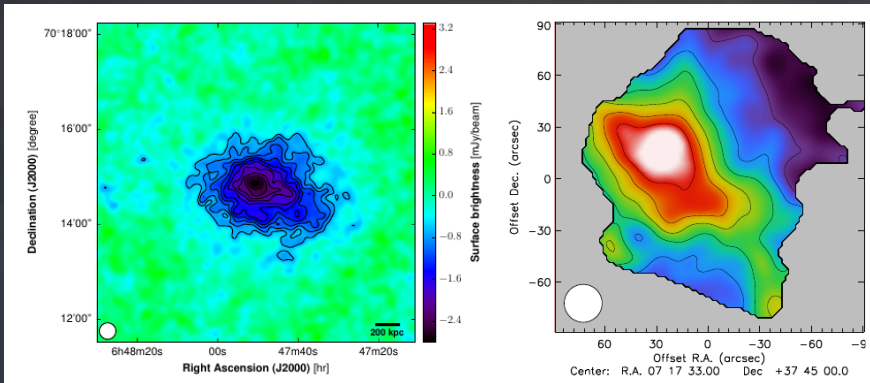 70°18'00"
16'00"
14'00"
12'00"
Declination (J2000) [degree]
6h48m20s 00s 47m40s 47m20s
Right Ascension (J2000) [hr]
200 kpc
3.2
2.4
1.6
0.8
0.0
−0.8
−1.6
−2.4
Surface brightness [mJy/beam]
90
60
30
0
−30
−60
Offset Dec. (arcsec)
60 30 0 −30 −60 −9
Offset R.A. (arcsec)
Center: R.A. 07 17 33.00 Dec +37 45 00.0